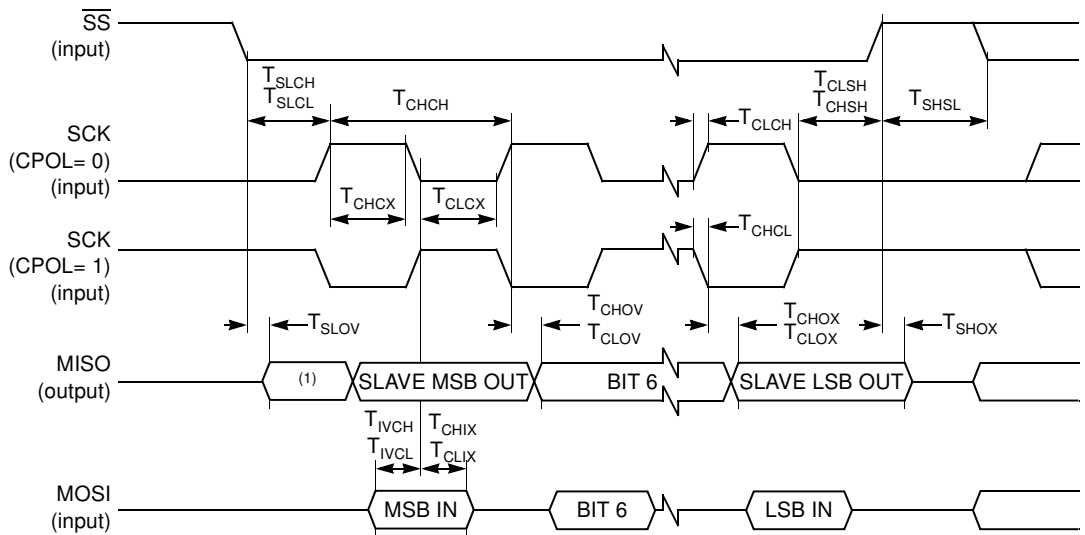 SS
(input)
T_SLCH
T_SLCL
T_CHCH
T_CLCH
T_CLSH
T_CHSH
T_SHSL
SCK
(CPOL= 0)
(input)
T_CHCX
T_CLCX
T_CHCL
SCK
(CPOL= 1)
(input)
T_SLOV
T_CHOV
T_CLOV
T_CHOX
T_CLOX
T_SHOX
MISO
(output)
(1)
SLAVE MSB OUT
BIT 6
SLAVE LSB OUT
T_IVCH
T_IVCL
T_CHIX
T_CLIX
MOSI
(input)
MSB IN
BIT 6
LSB IN